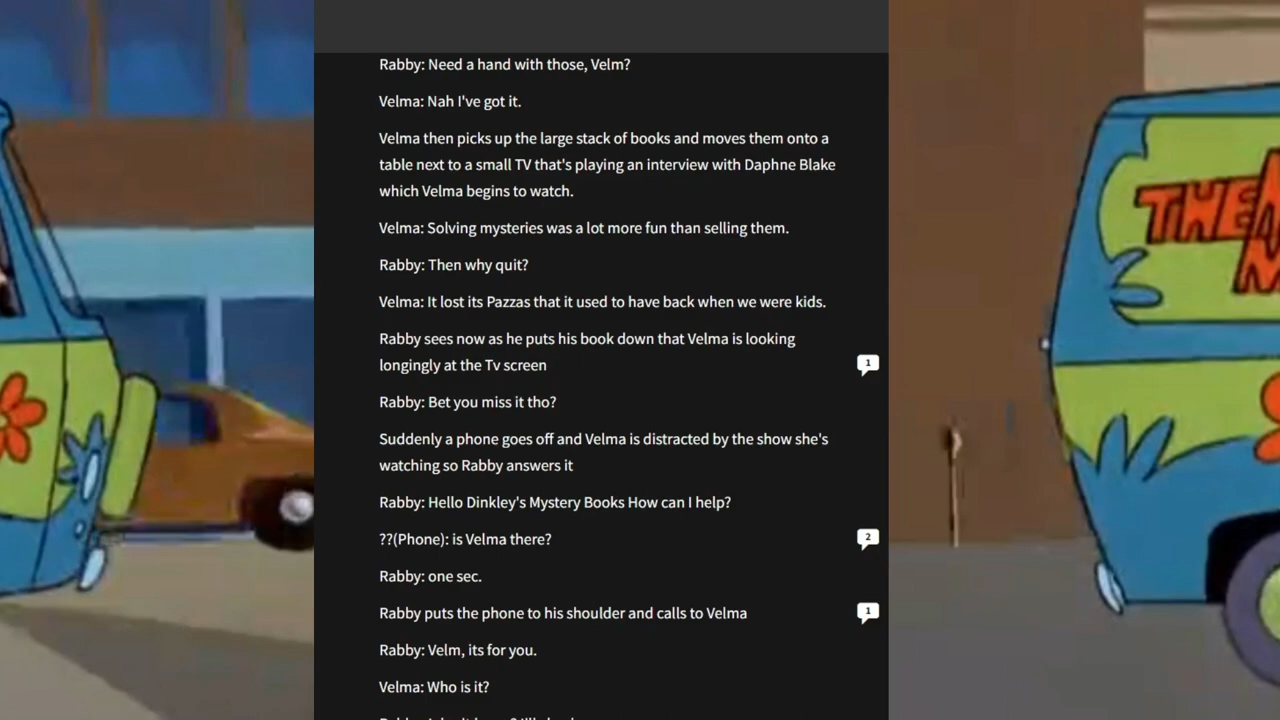 Rabby: Need a hand with those, Velm?
Velma: Nah I've got it.
Velma then picks up the large stack of books and moves them onto a
table next to a small TV that's playing an interview with Daphne Blake
which Velma begins to watch.
Velma: Solving mysteries was a lot more fun than selling them.
Rabby: Then why quit?
Velma: It lost its Pazzas that it used to have back when we were kids.
Rabby sees now as he puts his book down that Velma is looking
longingly at the Tv screen
1
Rabby: Bet you miss it tho?
Suddenly a phone goes off and Velma is distracted by the show she's
watching so Rabby answers it
Rabby: Hello Dinkley's Mystery Books How can I help?
??(Phone): is Velma there?
2
Rabby: one sec.
Rabby puts the phone to his shoulder and calls to Velma
1
Rabby: Velm, its for you.
Velma: Who is it?
THE
M